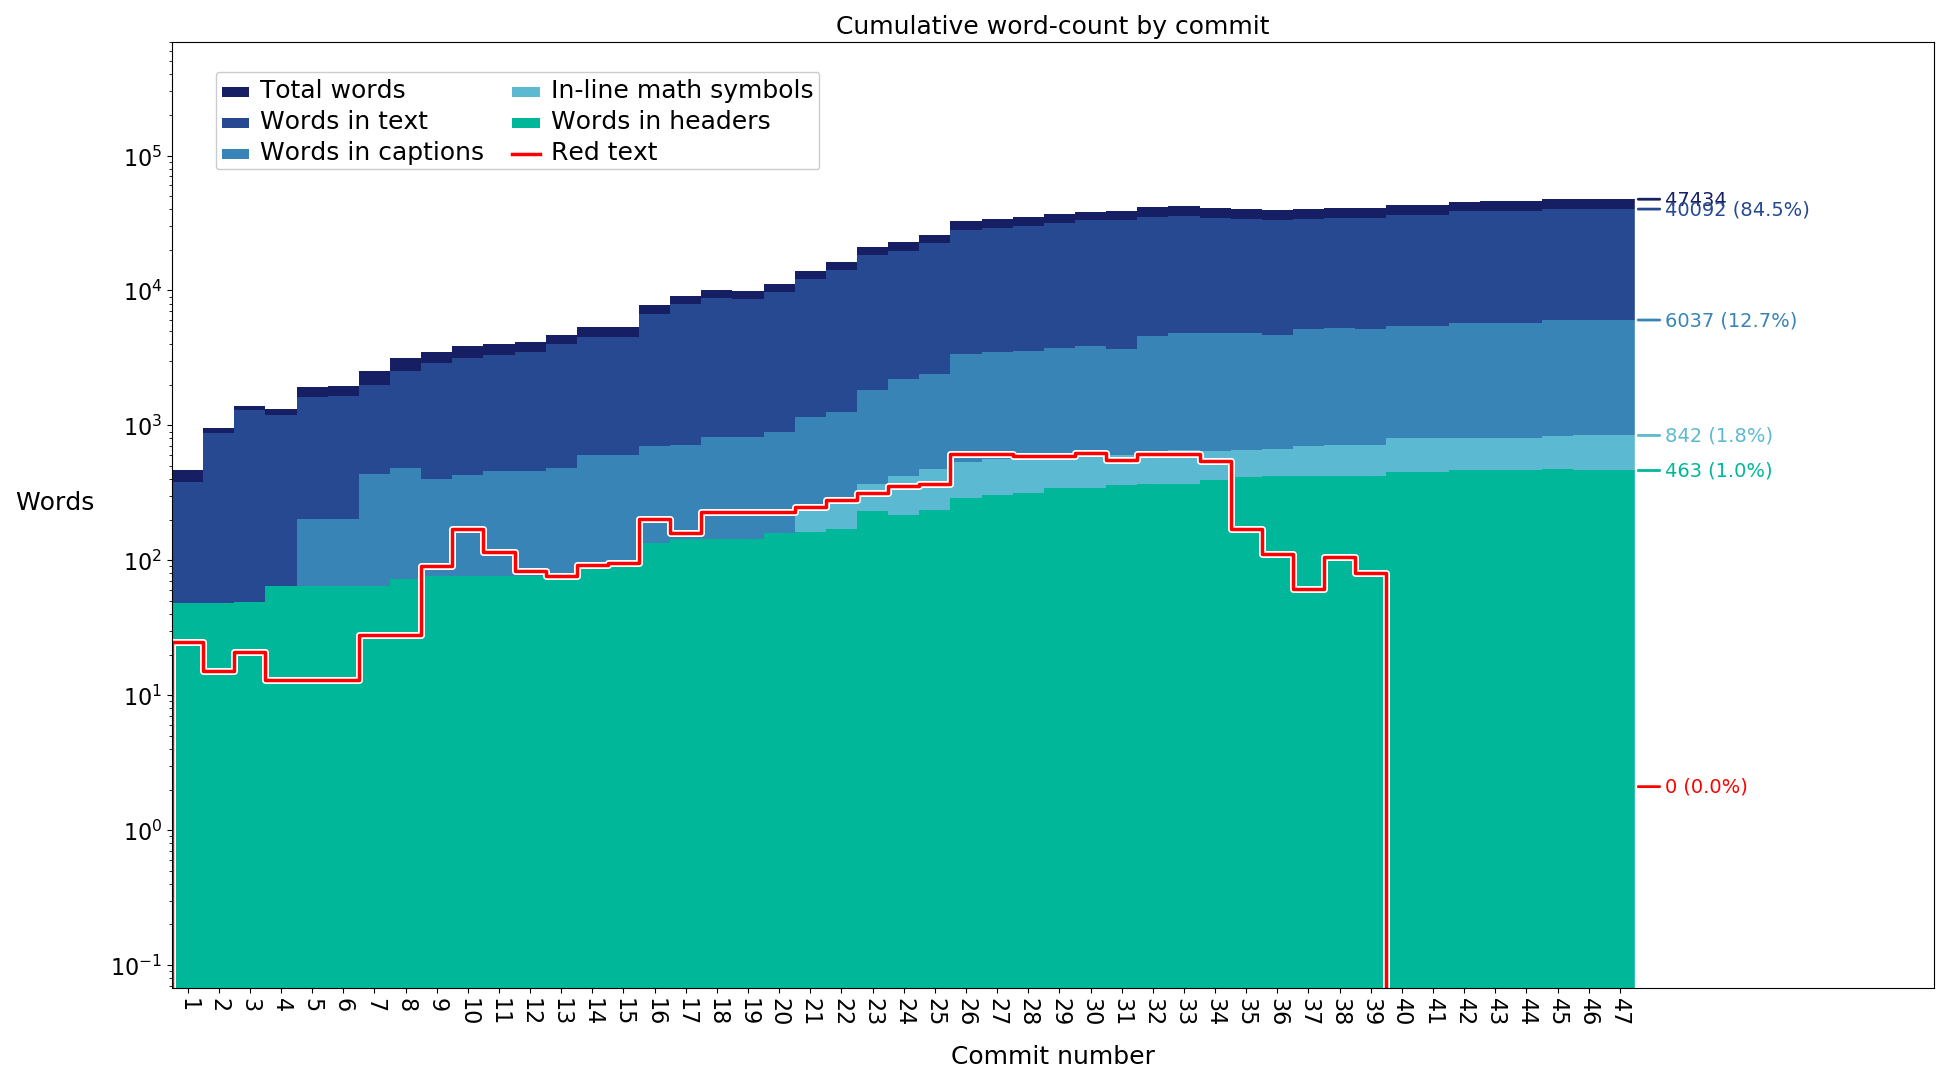 Cumulative word-count by commit
Total words
Words in text
Words in captions
In-line math symbols
Words in headers
Red text
Words
10^5
10^4
10^3
10^2
10^1
10^0
10^−1
47434
40092 (84.5%)
6037 (12.7%)
842 (1.8%)
463 (1.0%)
0 (0.0%)
1 2 3 4 5 6 7 8 9 10 11 12 13 14 15 16 17 18 19 20 21 22 23 24 25 26 27 28 29 30 31 32 33 34 35 36 37 38 39 40 41 42 43 44 45 46 47
Commit number